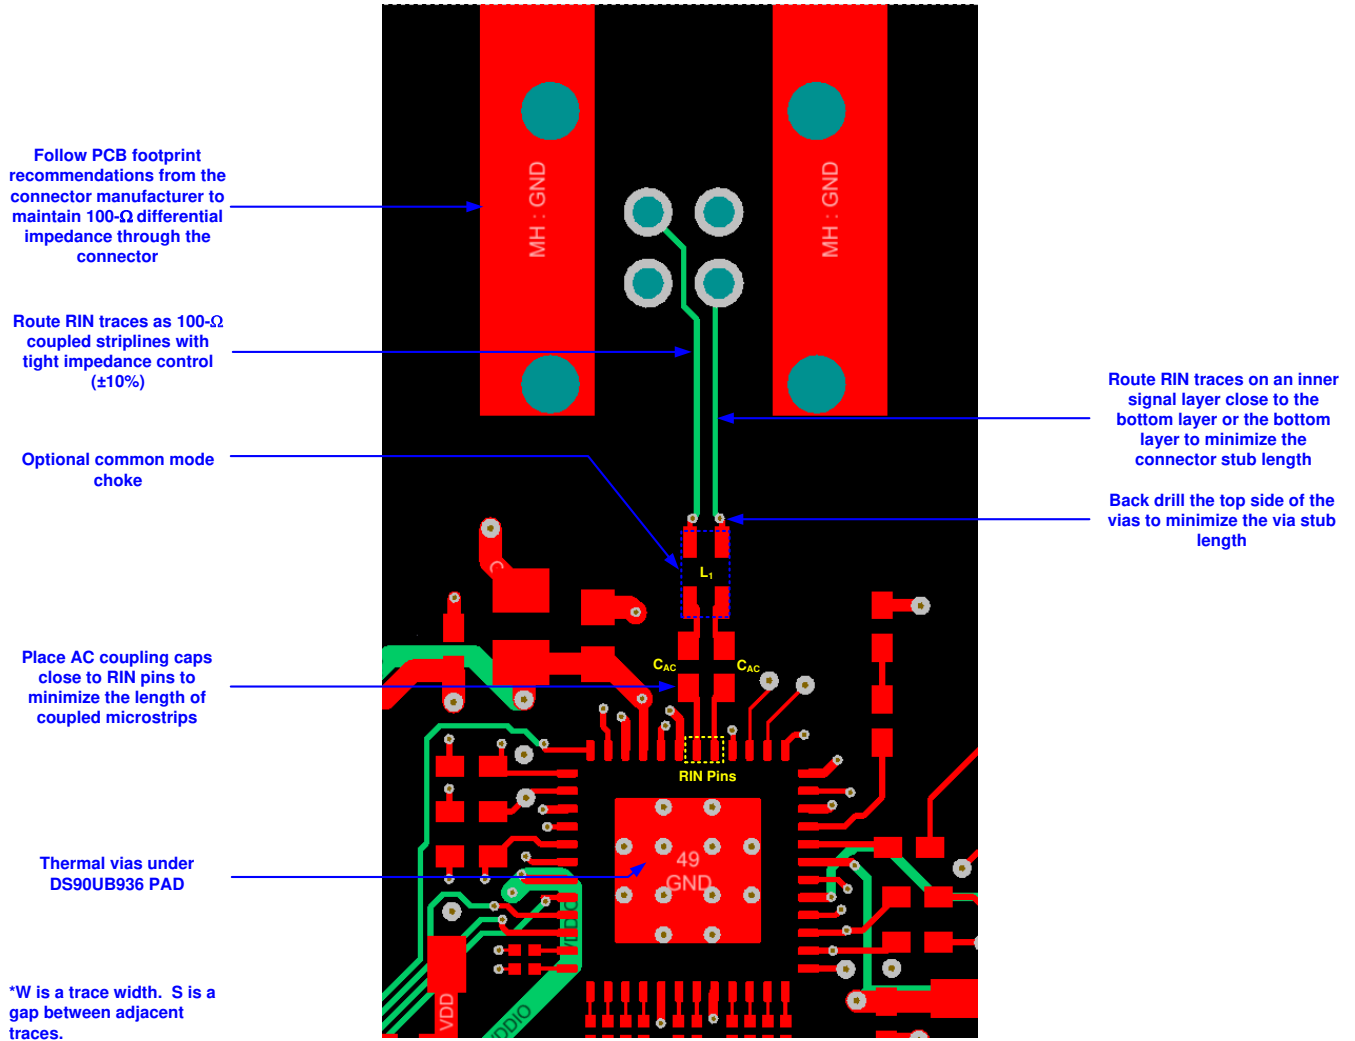 Follow PCB footprint
recommendations from the
connector manufacturer to
maintain 100-Ω differential
impedance through the
connector
Route RIN traces as 100-Ω
coupled striplines with
tight impedance control
(±10%)
Optional common mode
choke
Place AC coupling caps
close to RIN pins to
minimize the length of
coupled microstrips
Thermal vias under
DS90UB936 PAD
*W is a trace width.  S is a
gap between adjacent
traces.
MH : GND
MH : GND
L1
CAC
CAC
RIN Pins
49
GND
VDD
VDDIO
Route RIN traces on an inner
signal layer close to the
bottom layer or the bottom
layer to minimize the
connector stub length
Back drill the top side of the
vias to minimize the via stub
length